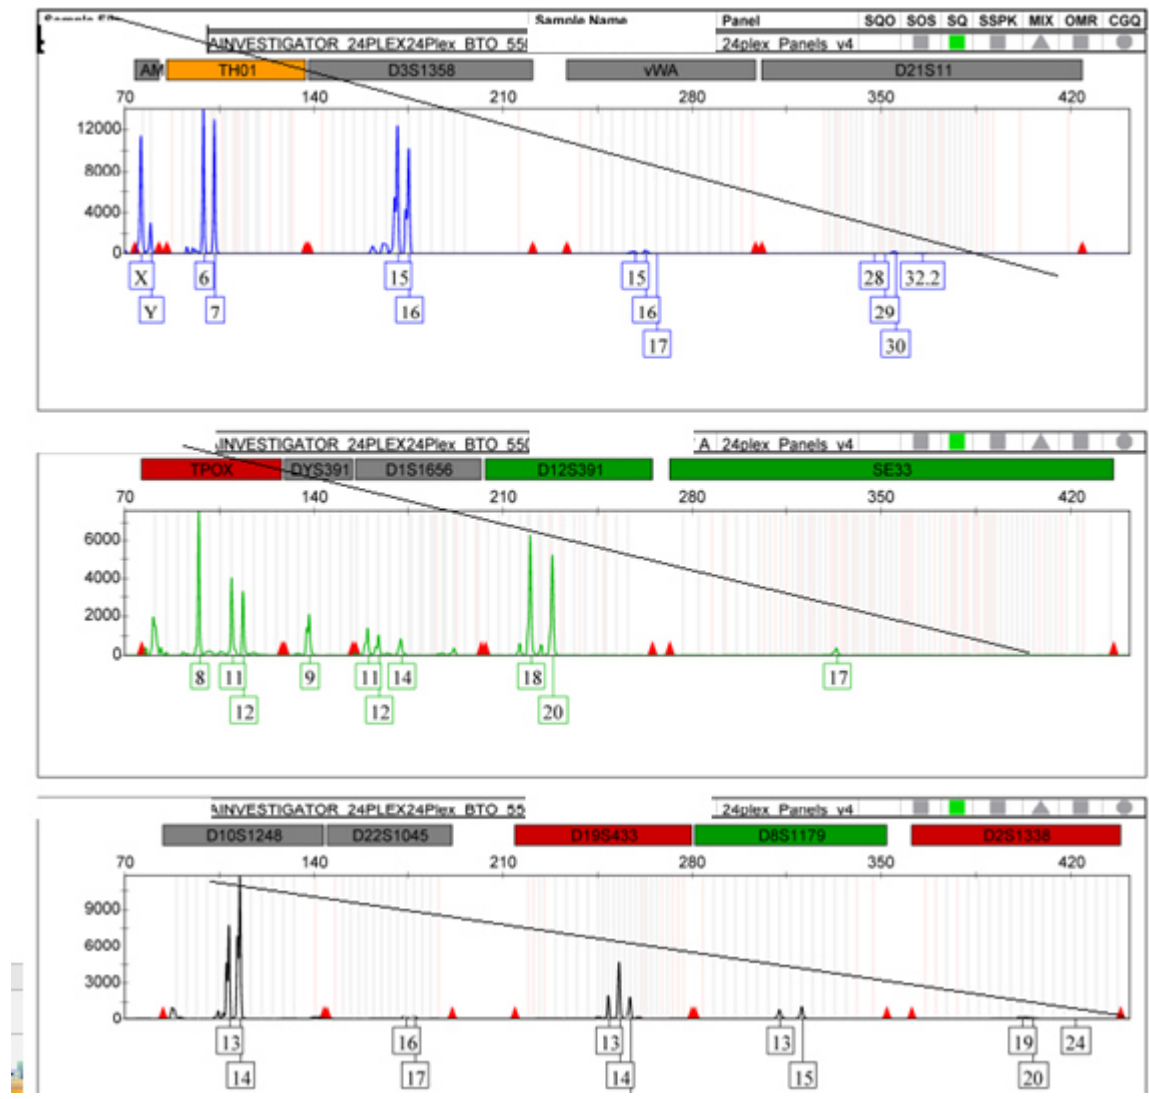 Sample Name Panel SQO SOS SQ SSPK MIX OMR CGQ
AINVESTIGATOR 24PLEX24Plex BTO 550 24plex Panels v4
AM TH01 D3S1358 vWA D21S11
70 140 210 280 350 420
12000
8000
4000
0
X 6 15 15 28 32.2
Y 7 16 16 29
17 30
INVESTIGATOR 24PLEX24Plex BTO 550 A 24plex Panels v4
TPOX DYS391 D1S1656 D12S391 SE33
70 140 210 280 350 420
6000
4000
2000
0
8 11 9 11 14 18 17
12 12 20
AINVESTIGATOR 24PLEX24Plex BTO 55 24plex Panels v4
D10S1248 D22S1045 D19S433 D8S1179 D2S1338
70 140 210 280 350 420
9000
6000
3000
0
13 16 13 13 19 24
14 17 14 15 20